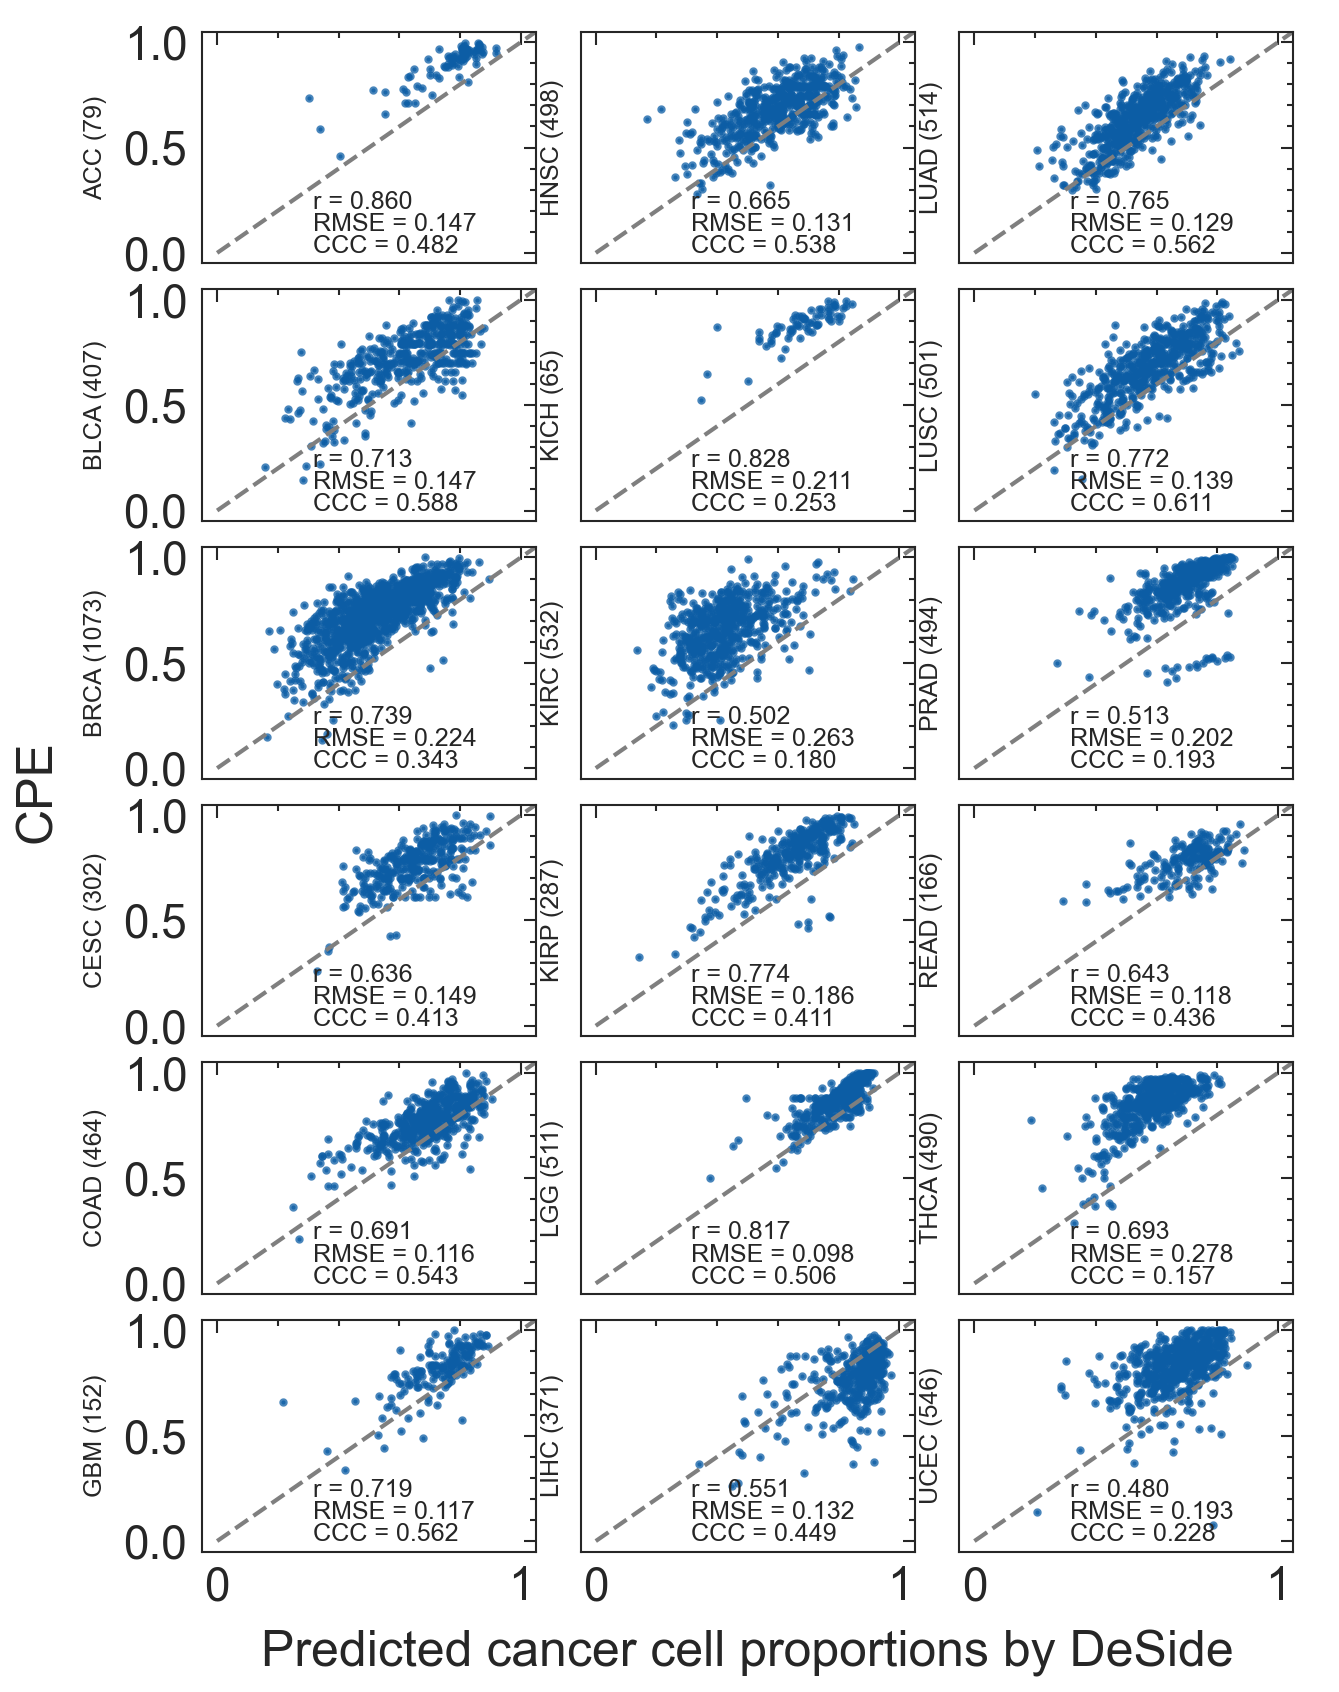 1.0
0.5
0.0
ACC (79)
r = 0.860
RMSE = 0.147
CCC = 0.482
HNSC (498)
r = 0.665
RMSE = 0.131
CCC = 0.538
LUAD (514)
r = 0.765
RMSE = 0.129
CCC = 0.562
1.0
0.5
0.0
BLCA (407)
r = 0.713
RMSE = 0.147
CCC = 0.588
KICH (65)
r = 0.828
RMSE = 0.211
CCC = 0.253
LUSC (501)
r = 0.772
RMSE = 0.139
CCC = 0.611
1.0
0.5
0.0
BRCA (1073)
r = 0.739
RMSE = 0.224
CCC = 0.343
KIRC (532)
r = 0.502
RMSE = 0.263
CCC = 0.180
PRAD (494)
r = 0.513
RMSE = 0.202
CCC = 0.193
CPE
1.0
0.5
0.0
CESC (302)
r = 0.636
RMSE = 0.149
CCC = 0.413
KIRP (287)
r = 0.774
RMSE = 0.186
CCC = 0.411
READ (166)
r = 0.643
RMSE = 0.118
CCC = 0.436
1.0
0.5
0.0
COAD (464)
r = 0.691
RMSE = 0.116
CCC = 0.543
LGG (511)
r = 0.817
RMSE = 0.098
CCC = 0.506
THCA (490)
r = 0.693
RMSE = 0.278
CCC = 0.157
1.0
0.5
0.0
GBM (152)
r = 0.719
RMSE = 0.117
CCC = 0.562
LIHC (371)
r = 0.551
RMSE = 0.132
CCC = 0.449
UCEC (546)
r = 0.480
RMSE = 0.193
CCC = 0.228
0 1 0 1 0 1
Predicted cancer cell proportions by DeSide